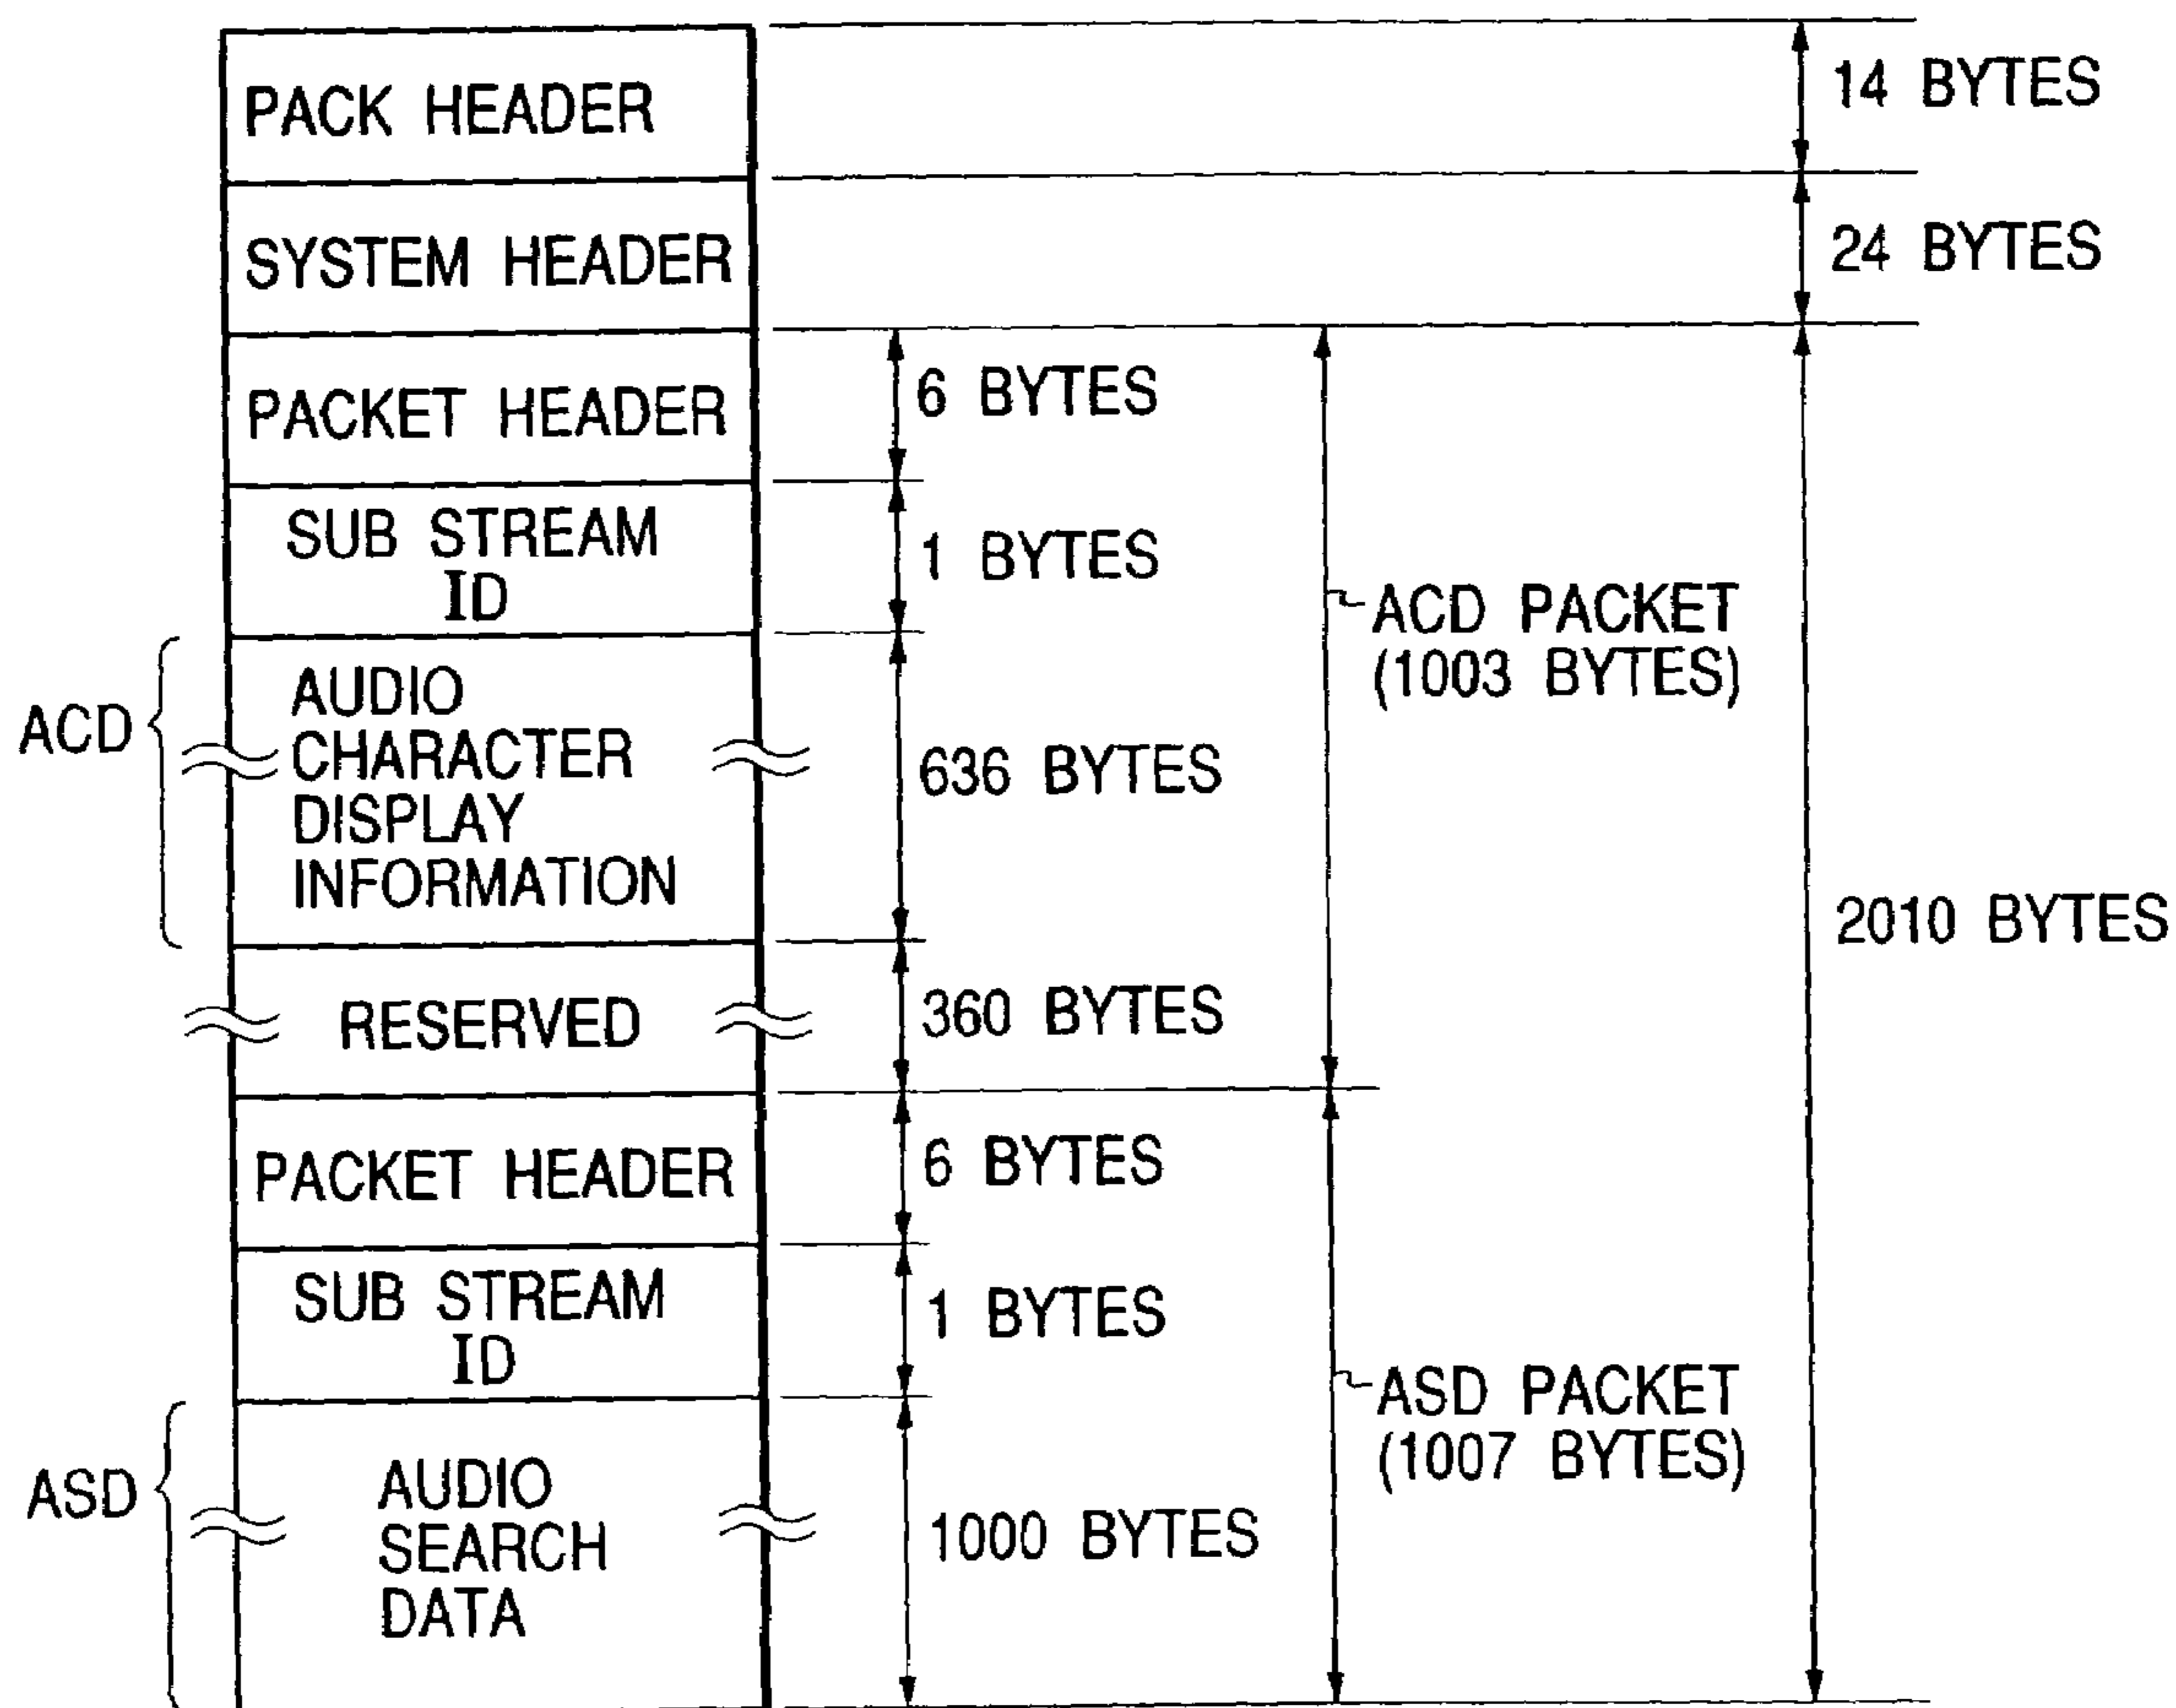 PACK HEADER
14 BYTES
SYSTEM HEADER
24 BYTES
PACKET HEADER
6 BYTES
SUB STREAM
ID
1 BYTES
ACD PACKET
(1003 BYTES)
ACD
AUDIO
CHARACTER
DISPLAY
INFORMATION
636 BYTES
2010 BYTES
RESERVED
360 BYTES
PACKET HEADER
6 BYTES
SUB STREAM
ID
1 BYTES
ASD PACKET
(1007 BYTES)
ASD
AUDIO
SEARCH
DATA
1000 BYTES